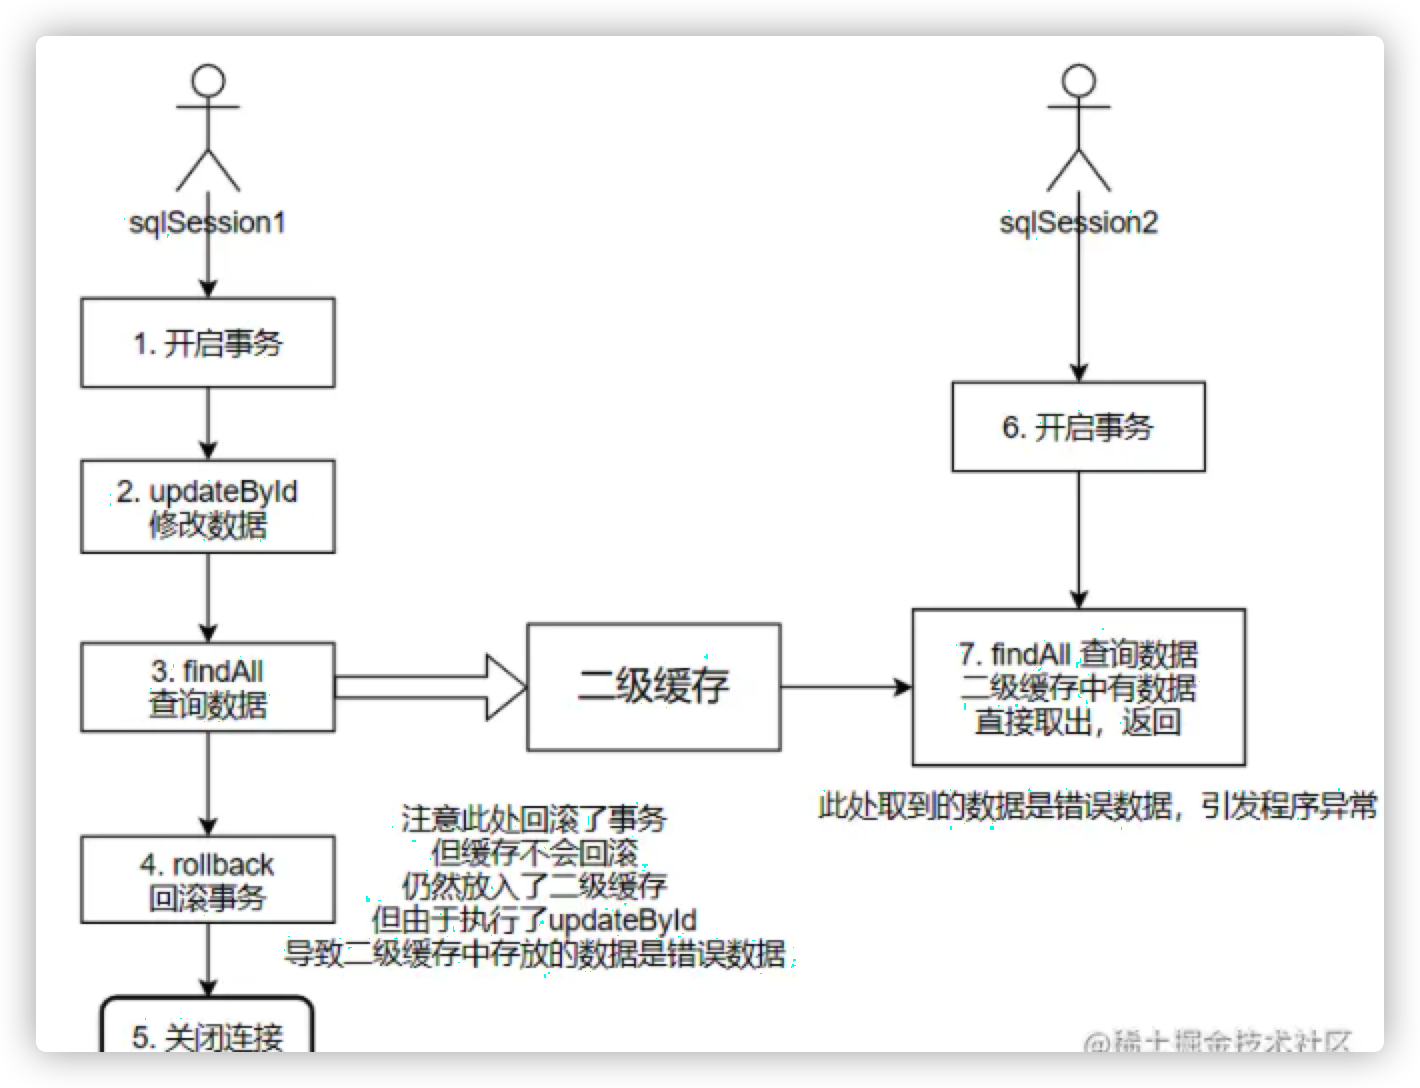 sqlSession1
1. 开启事务
2. updateById
修改数据
3. findAll
查询数据
4. rollback
回滚事务
5. 关闭连接
二级缓存
注意此处回滚了事务
但缓存不会回滚
仍然放入了二级缓存
但由于执行了updateById
导致二级缓存中存放的数据是错误数据
sqlSession2
6. 开启事务
7. findAll 查询数据
二级缓存中有数据
直接取出，返回
此处取到的数据是错误数据，引发程序异常
@稀土掘金技术社区